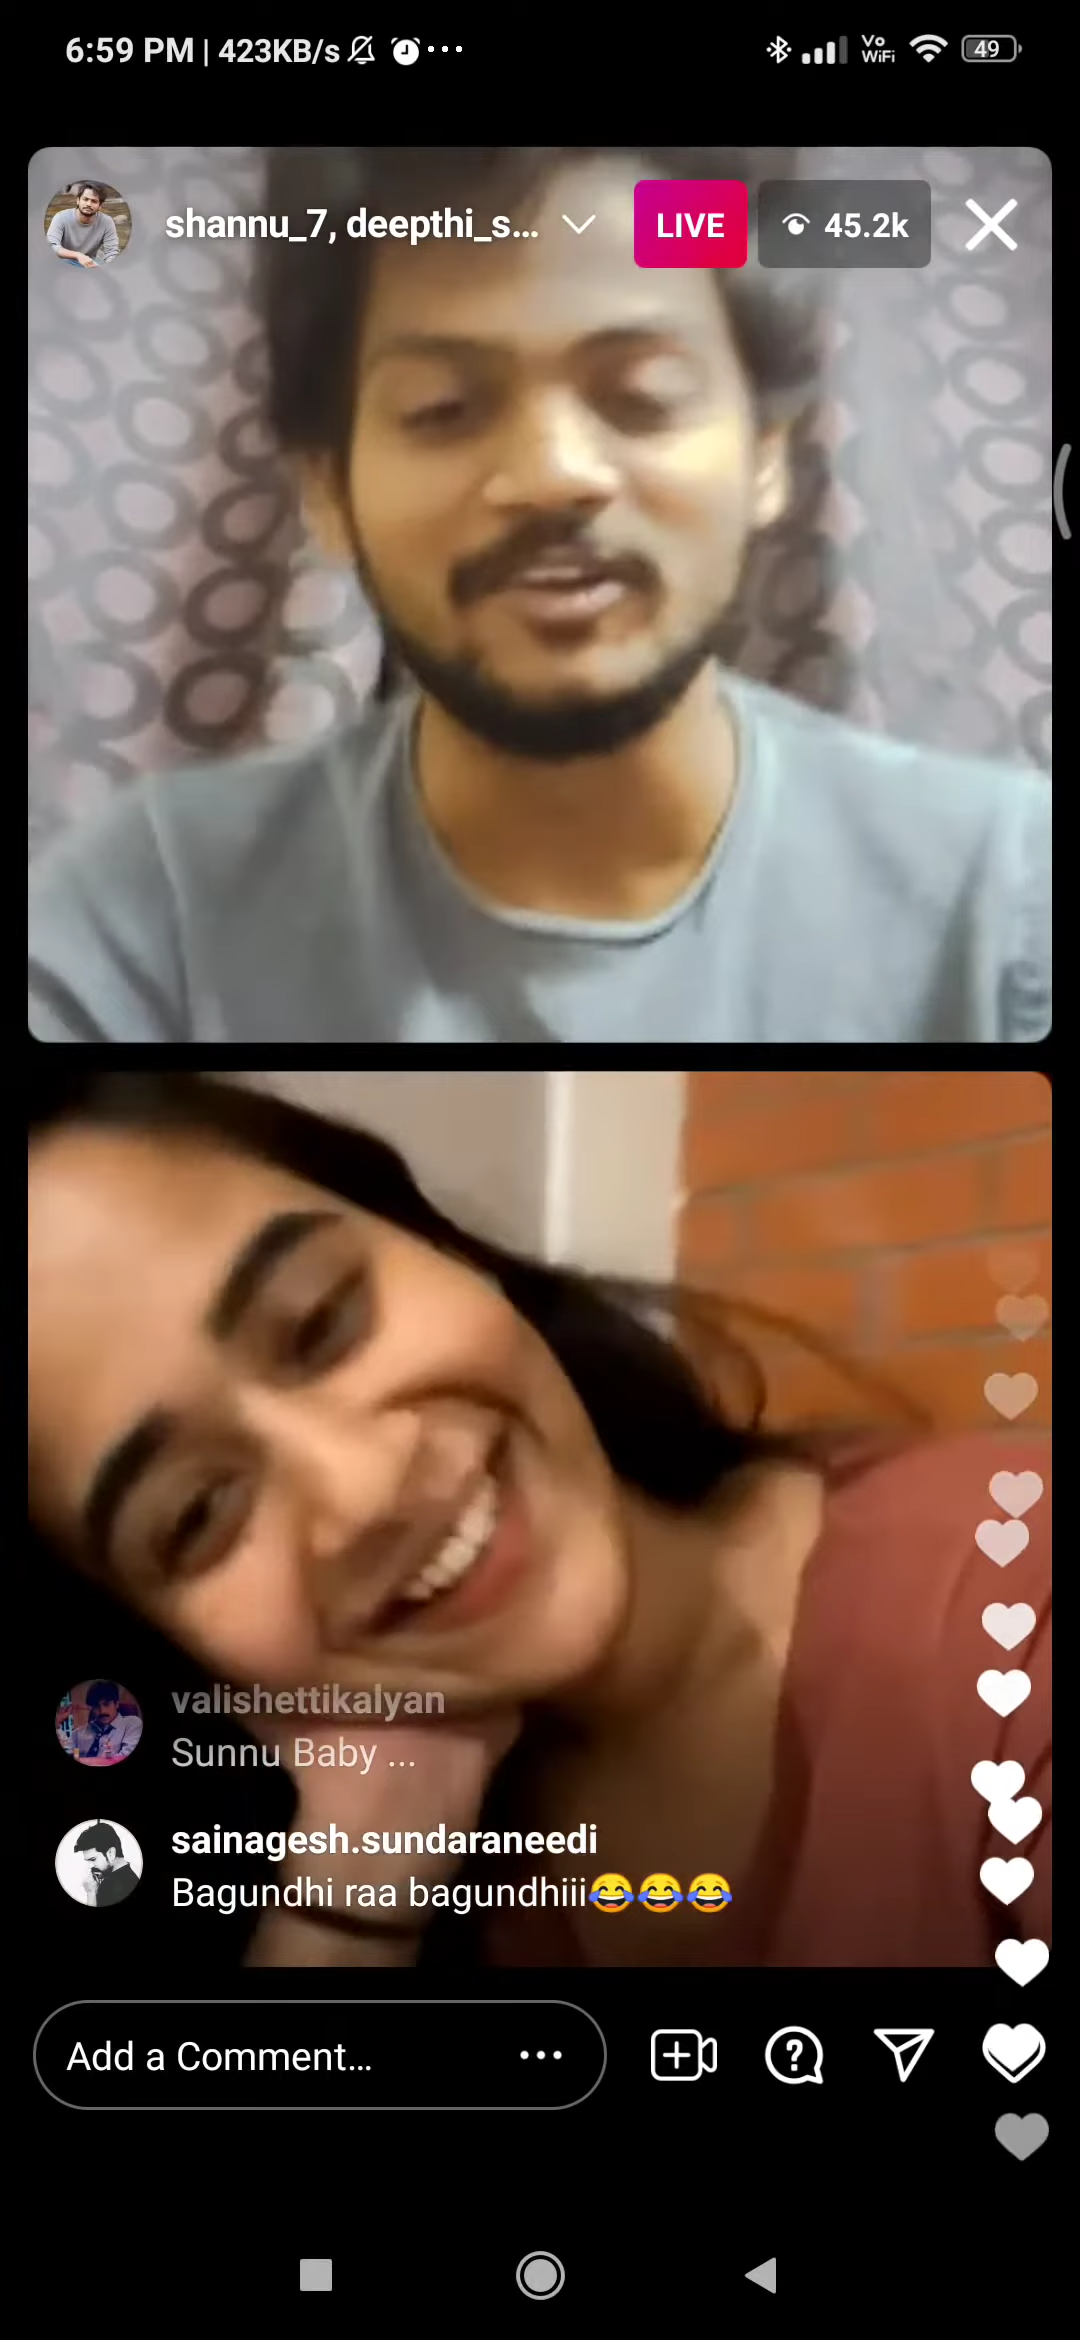 6:59 PM | 423KB/s
Vo
WiFi
49
shannu_7, deepthi_s...
LIVE
45.2k
valishettikalyan
Sunnu Baby ...
sainagesh.sundaraneedi
Bagundhi raa bagundhiii😂😂😂
Add a Comment...